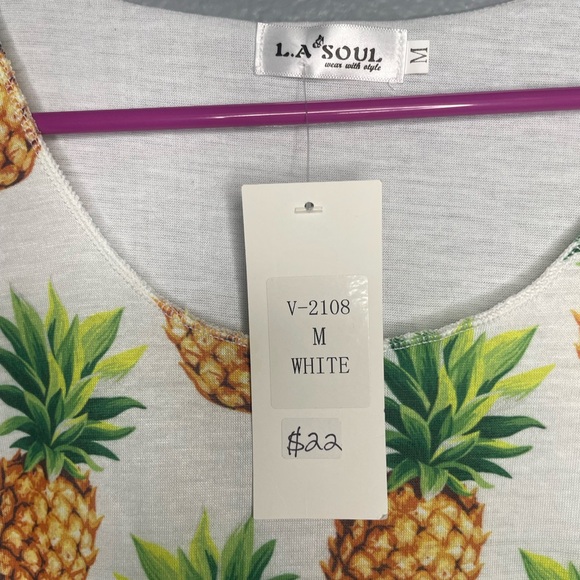 L.A SOUL
wear with style
M
V-2108
M
WHITE
$22